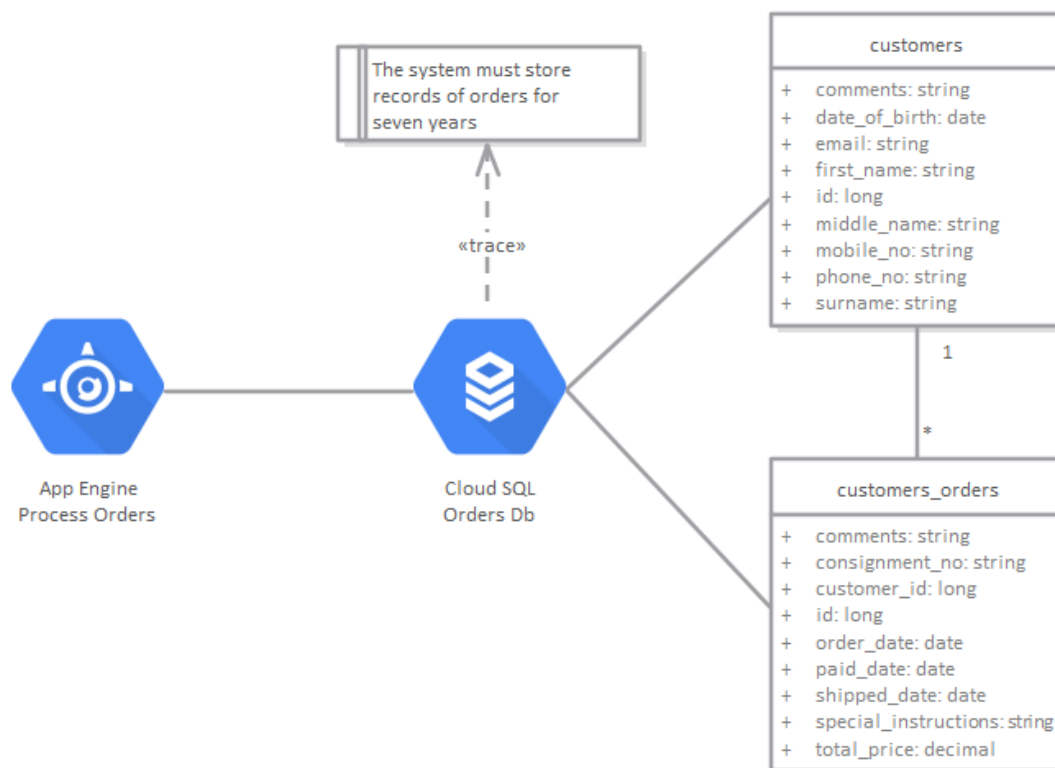 The system must store
records of orders for
seven years
«trace»
App Engine
Process Orders
Cloud SQL
Orders Db
customers
+ comments: string
+ date_of_birth: date
+ email: string
+ first_name: string
+ id: long
+ middle_name: string
+ mobile_no: string
+ phone_no: string
+ surname: string
1
*
customers_orders
+ comments: string
+ consignment_no: string
+ customer_id: long
+ id: long
+ order_date: date
+ paid_date: date
+ shipped_date: date
+ special_instructions: string
+ total_price: decimal